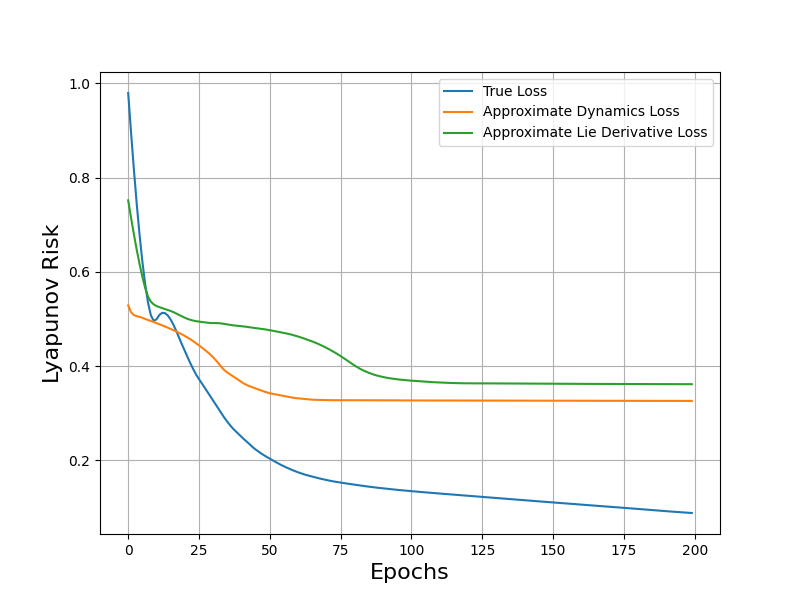 True Loss
Approximate Dynamics Loss
Approximate Lie Derivative Loss
Lyapunov Risk
1.0
0.8
0.6
0.4
0.2
0 25 50 75 100 125 150 175 200
Epochs